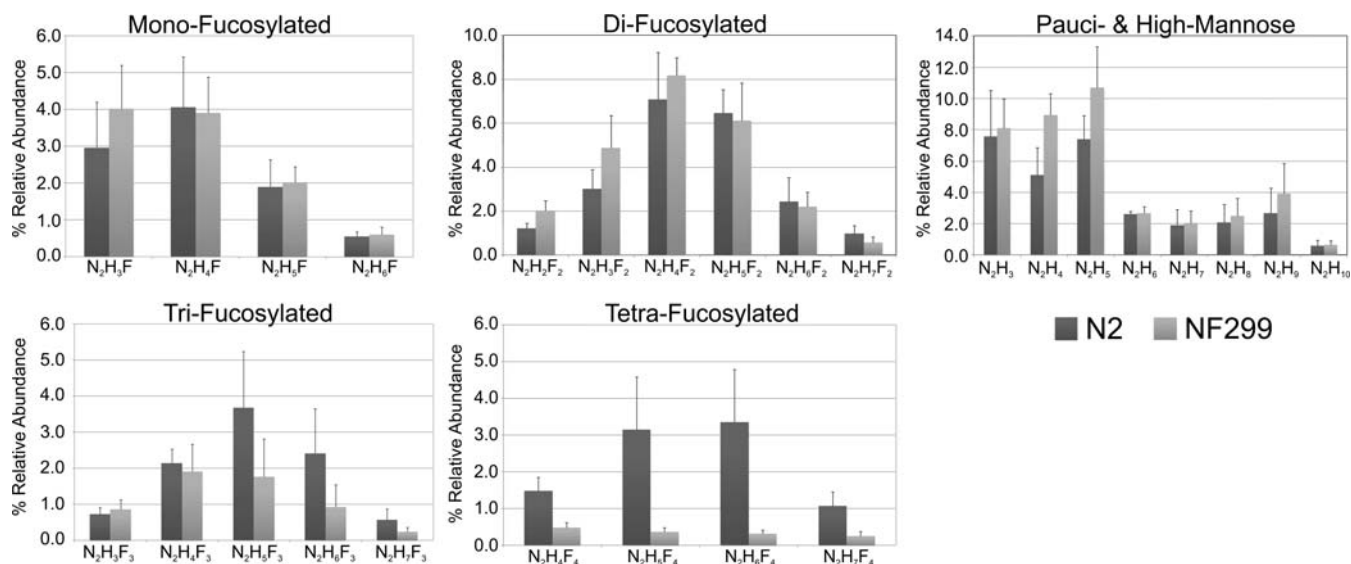 Mono-Fucosylated
% Relative Abundance
6.0
5.0
4.0
3.0
2.0
1.0
0.0
N₂H₃F N₂H₄F N₂H₅F N₂H₆F
Di-Fucosylated
% Relative Abundance
10.0
8.0
6.0
4.0
2.0
0.0
N₂H₂F₂ N₂H₃F₂ N₂H₄F₂ N₂H₅F₂ N₂H₆F₂ N₂H₇F₂
Pauci- & High-Mannose
% Relative Abundance
14.0
12.0
10.0
8.0
6.0
4.0
2.0
0.0
N₂H₃ N₂H₄ N₂H₅ N₂H₆ N₂H₇ N₂H₈ N₂H₉ N₂H₁₀
Tri-Fucosylated
% Relative Abundance
6.0
5.0
4.0
3.0
2.0
1.0
0.0
N₂H₃F₃ N₂H₄F₃ N₂H₅F₃ N₂H₆F₃ N₂H₇F₃
Tetra-Fucosylated
% Relative Abundance
6.0
5.0
4.0
3.0
2.0
1.0
0.0
N₂H₄F₄ N₂H₅F₄ N₂H₆F₄ N₂H₇F₄
N2 NF299